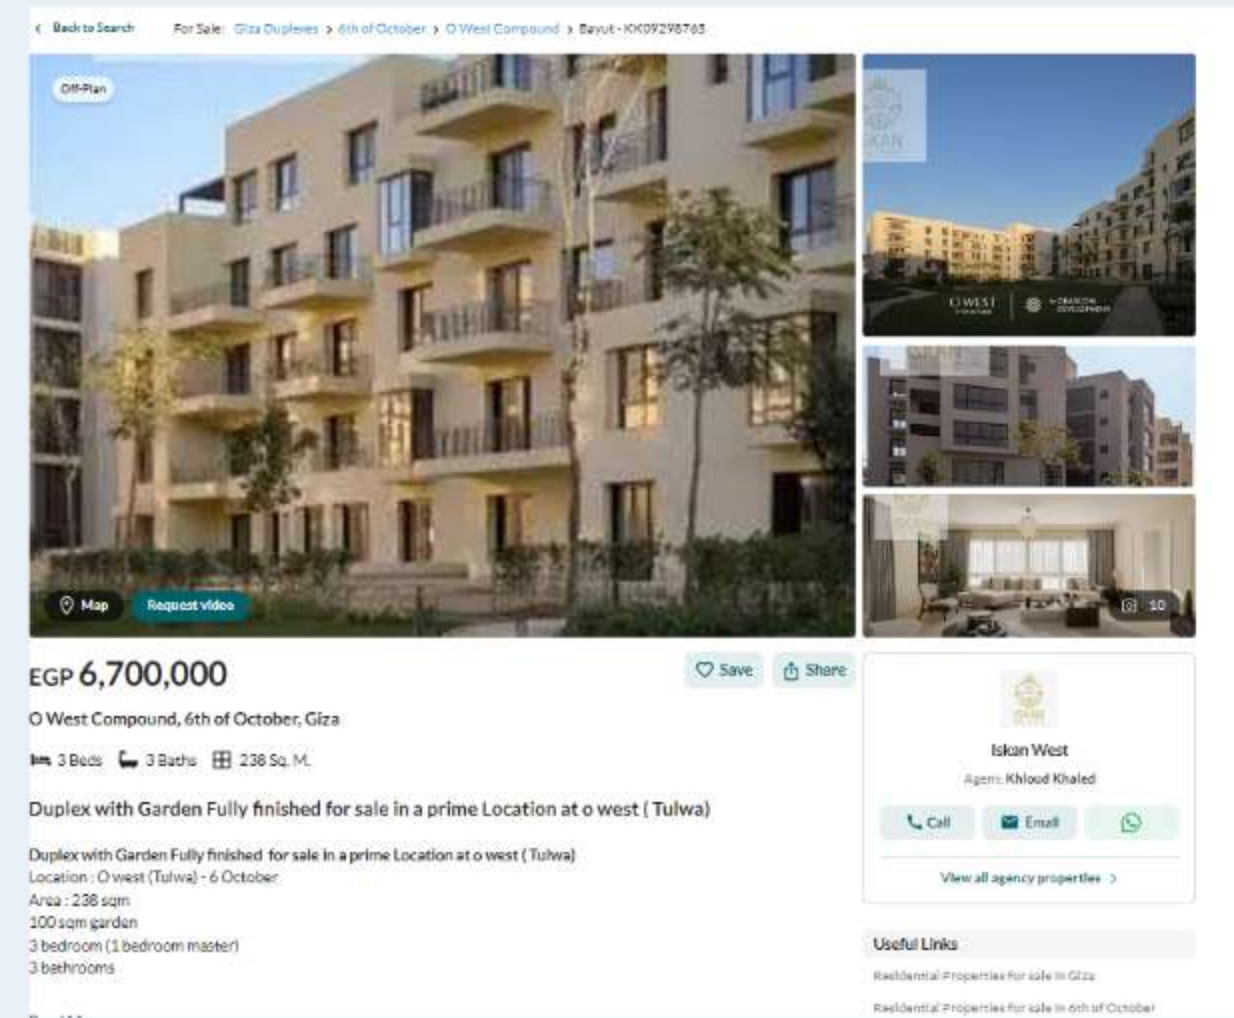 Back to Search
For Sale: Giza Duplexes > 6th of October > O West Compound > Bayut - KK09298765
Off-Plan
O WEST
Map
Request video
10
EGP 6,700,000
Save
Share
O West Compound, 6th of October, Giza
3 Beds 3 Baths 238 Sq. M.
Duplex with Garden Fully finished for sale in a prime Location at o west ( Tulwa)
Duplex with Garden Fully finished for sale in a prime Location at o west ( Tulwa)
Location : O west (Tulwa) - 6 October
Area : 238 sqm
100 sqm garden
3 bedroom (1 bedroom master)
3 bathrooms
Iskan West
Agent: Khloud Khaled
Call
Email
View all agency properties >
Useful Links
Residential Properties for sale in Giza
Residential Properties for sale in 6th of October